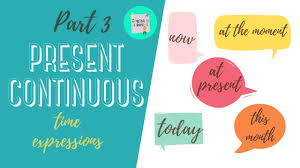 Part 3
PRESENT
CONTINUOUS
time
expressions
now
at the moment
at
present
today
this
month